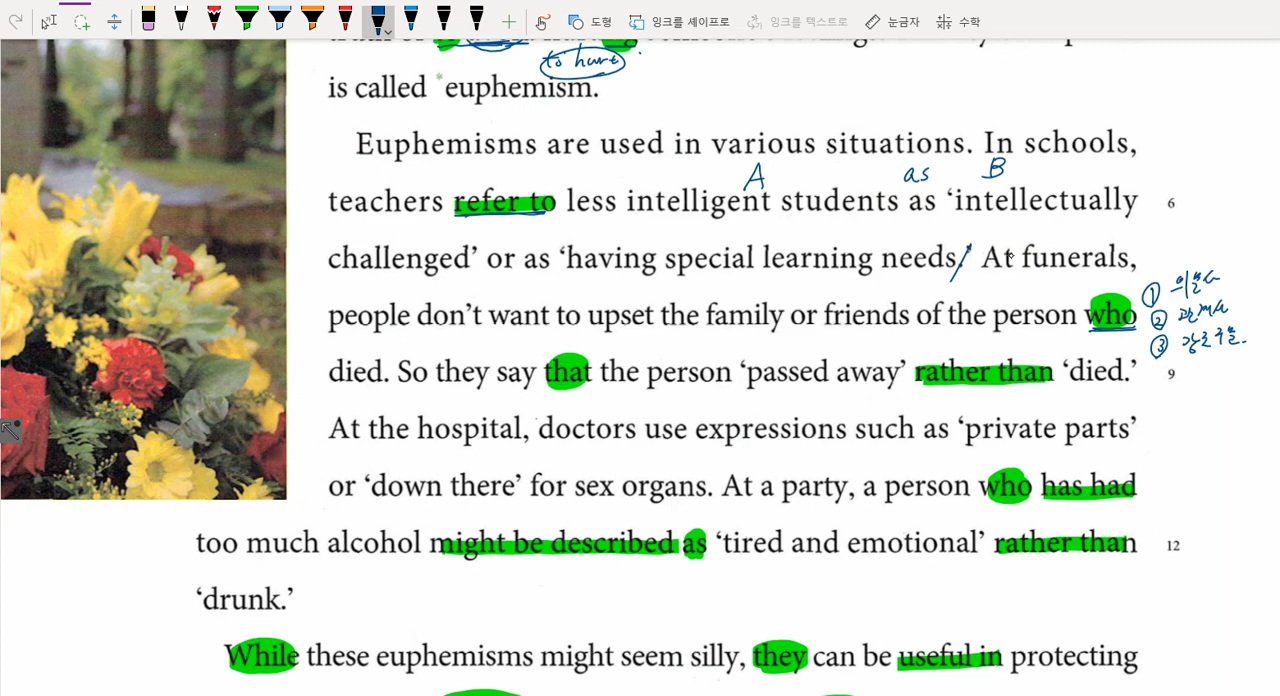 도형
잉크를 셰이프로
잉크를 텍스트로
눈금자
수학
to hurt
is called *euphemism.
Euphemisms are used in various situations. In schools,
A as B
teachers refer to less intelligent students as ‘intellectually 6
challenged’ or as ‘having special learning needs/ At funerals,
① 의문사
people don’t want to upset the family or friends of the person who
② 관계사
③ 강조구문.
died. So they say that the person ‘passed away’ rather than ‘died.’ 9
At the hospital, doctors use expressions such as ‘private parts’
or ‘down there’ for sex organs. At a party, a person who has had
too much alcohol might be described as ‘tired and emotional’ rather than 12
‘drunk.’
While these euphemisms might seem silly, they can be useful in protecting